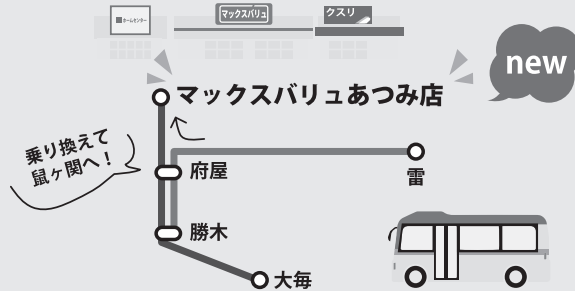 ホームセンター
マックスバリュ
クスリ
new
マックスバリュあつみ店
乗り換えて
鼠ヶ関へ！
府屋
雷
勝木
大毎